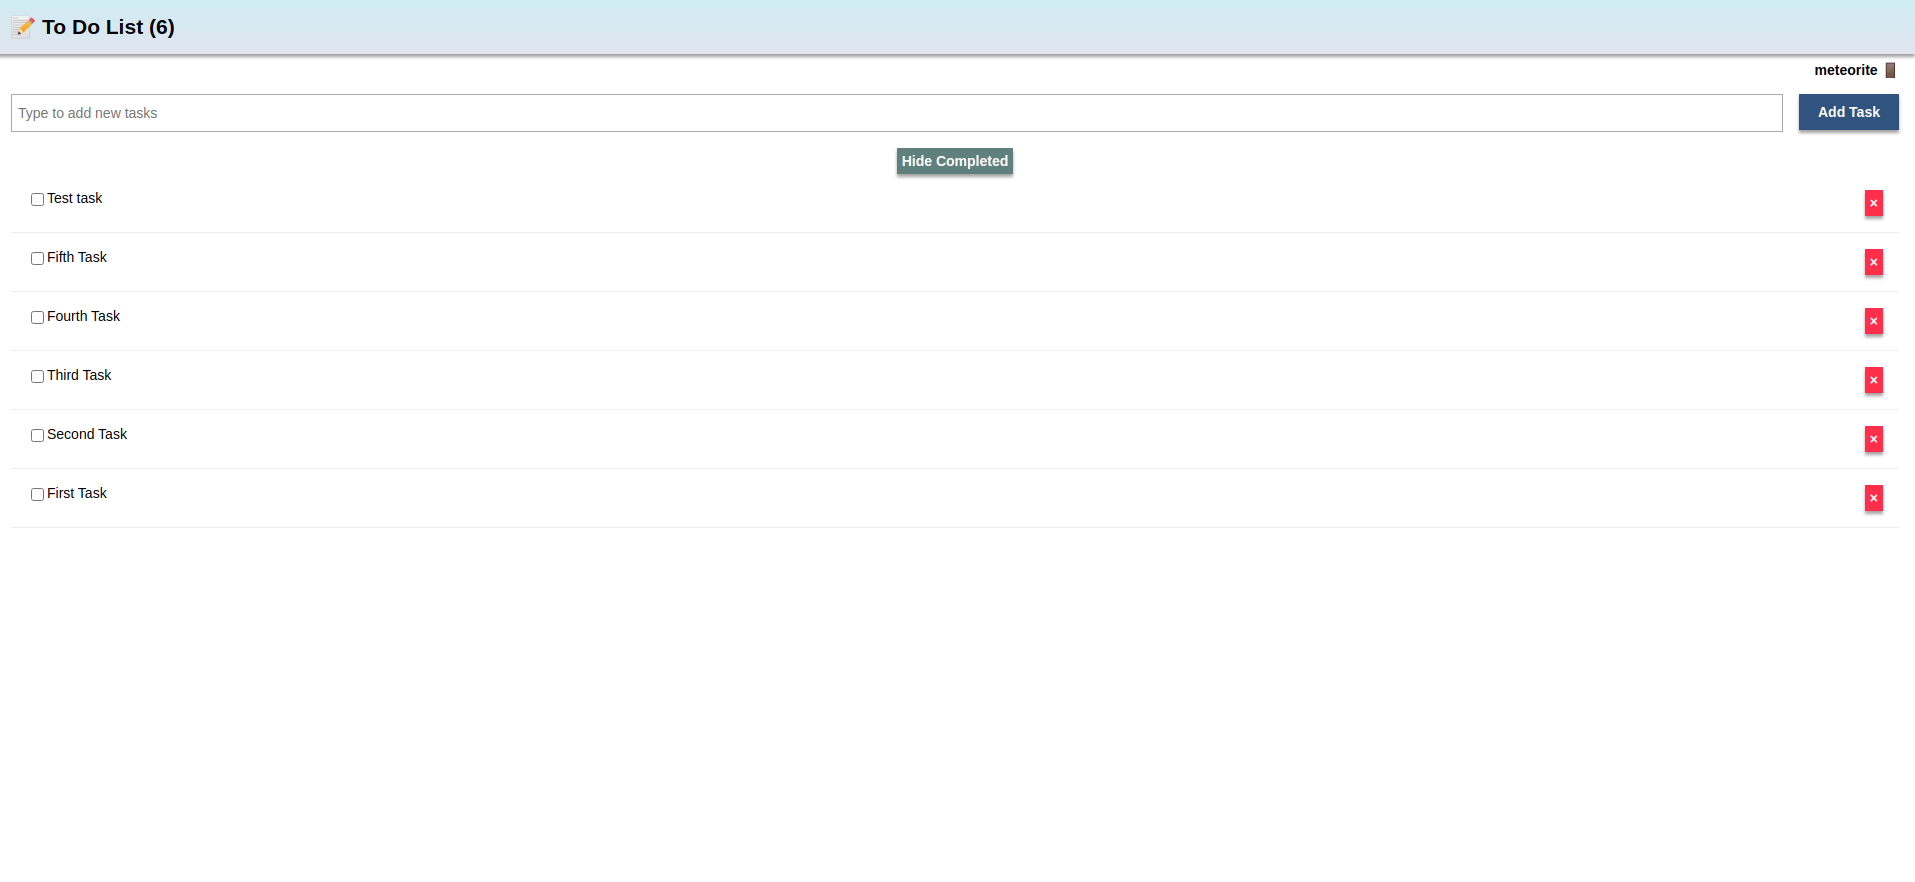 📝 To Do List (6)
meteorite 🚪
Type to add new tasks
Add Task
Hide Completed
Test task
×
Fifth Task
×
Fourth Task
×
Third Task
×
Second Task
×
First Task
×